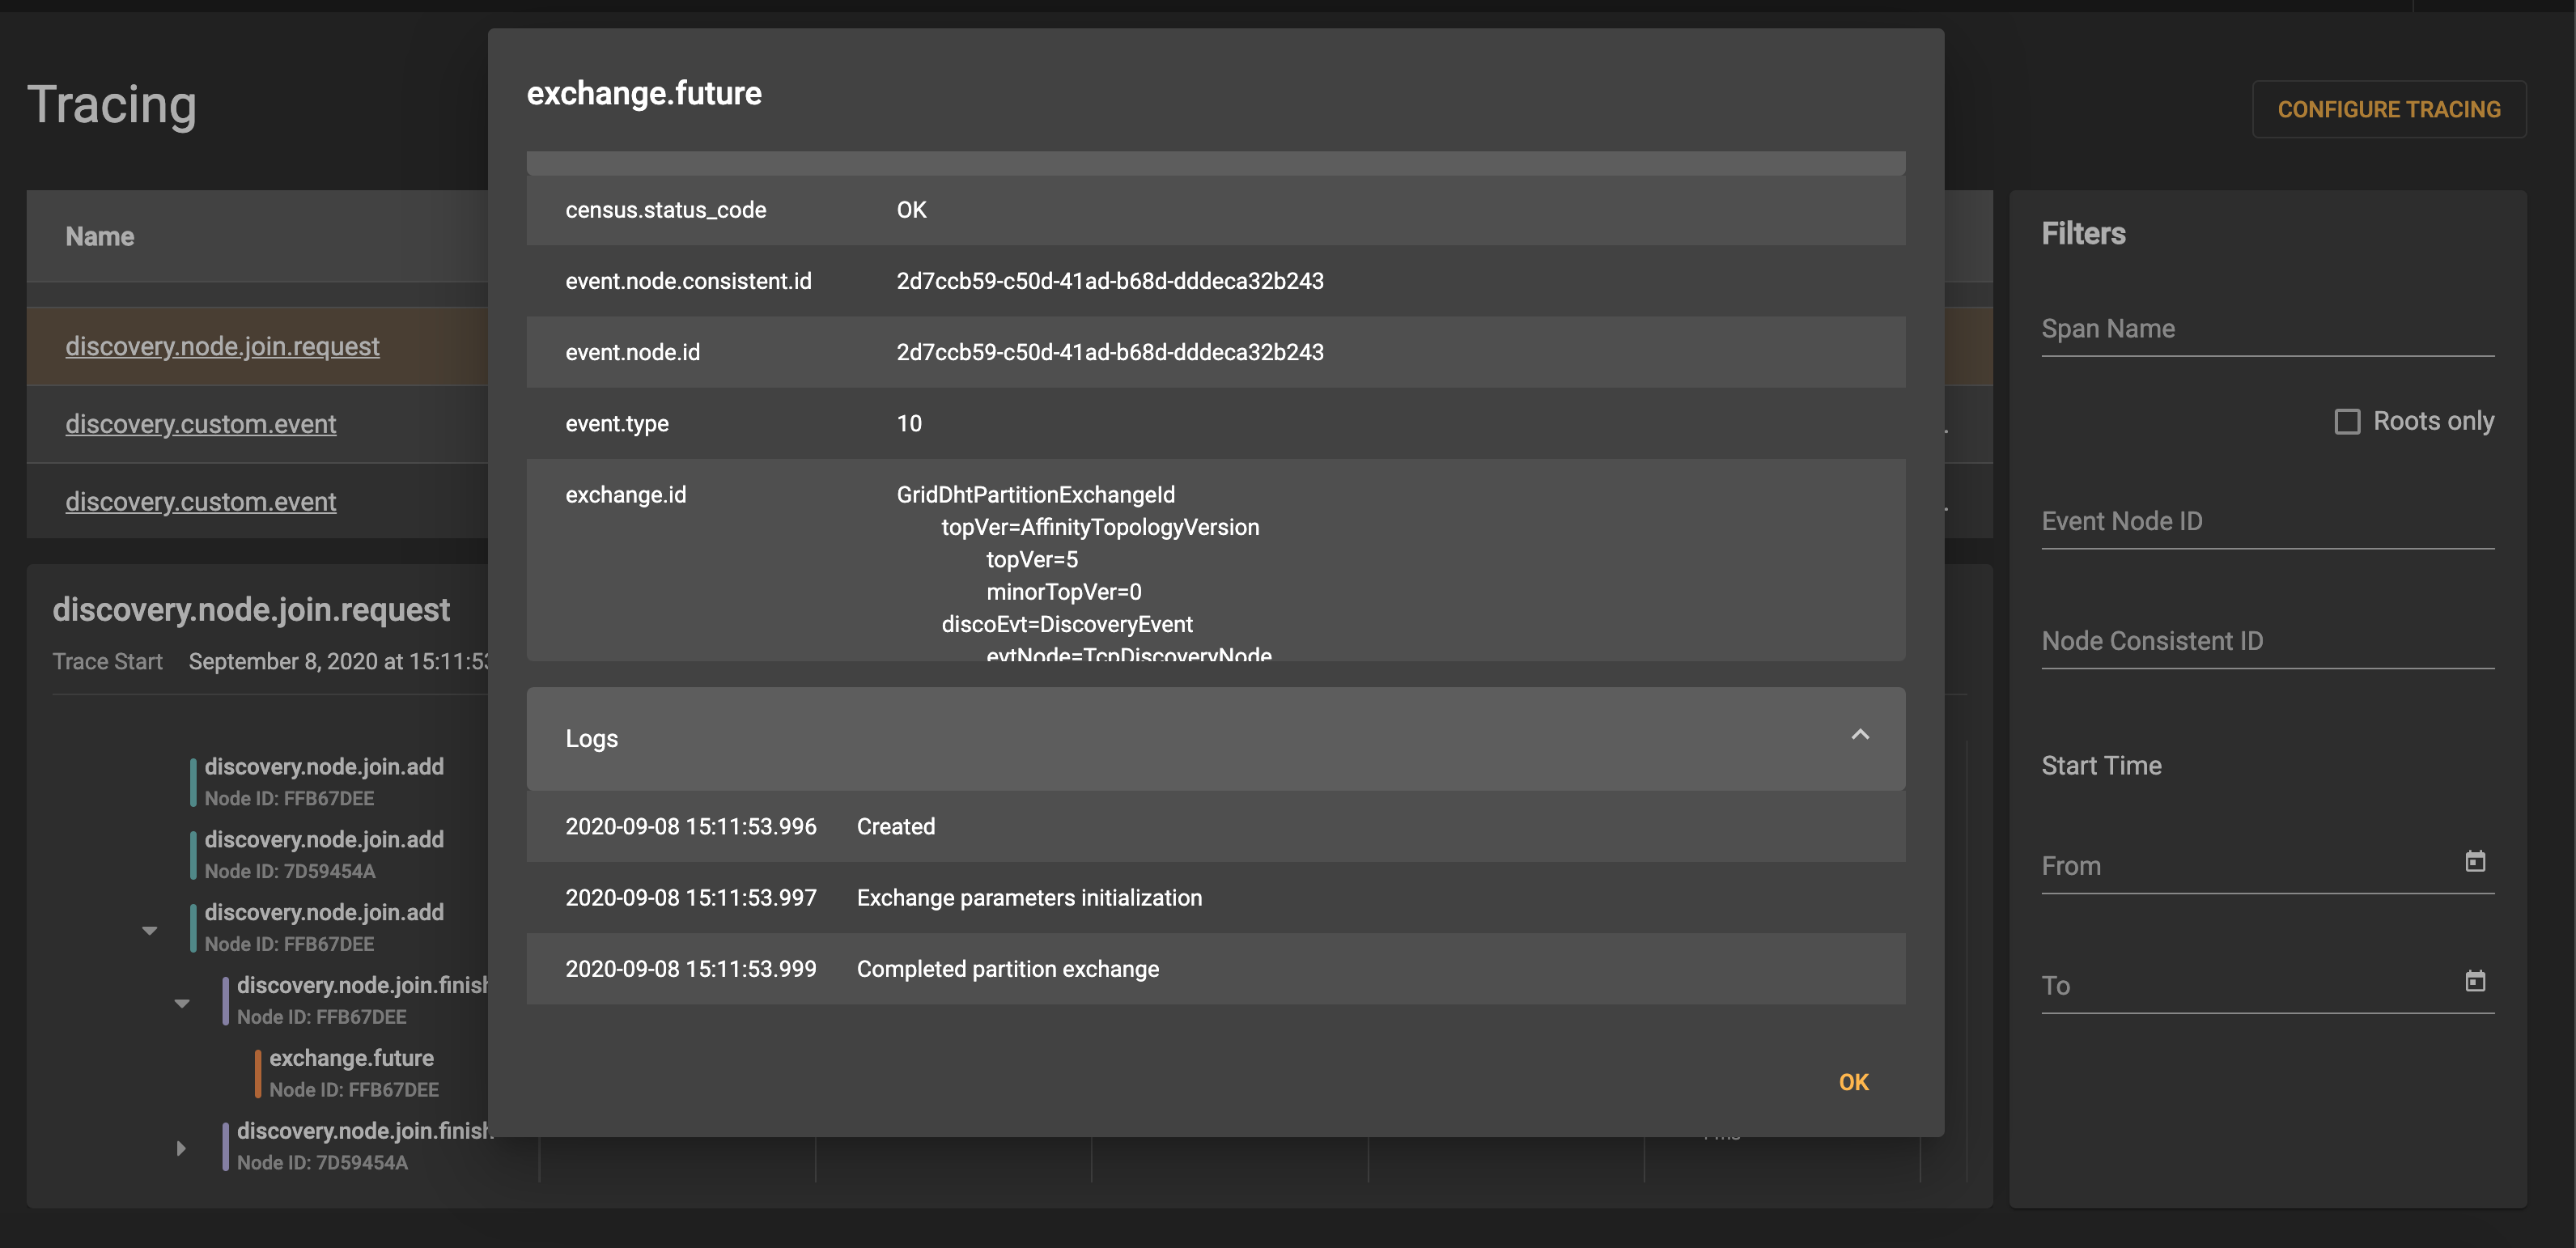 Tracing
CONFIGURE TRACING
Name
discovery.node.join.request
discovery.custom.event
discovery.custom.event
discovery.node.join.request
Trace Start September 8, 2020 at 15:11:53
discovery.node.join.add
Node ID: FFB67DEE
discovery.node.join.add
Node ID: 7D59454A
discovery.node.join.add
Node ID: FFB67DEE
discovery.node.join.finish
Node ID: FFB67DEE
exchange.future
Node ID: FFB67DEE
discovery.node.join.finish
Node ID: 7D59454A
exchange.future
census.status_code OK
event.node.consistent.id 2d7ccb59-c50d-41ad-b68d-dddeca32b243
event.node.id 2d7ccb59-c50d-41ad-b68d-dddeca32b243
event.type 10
exchange.id GridDhtPartitionExchangeId
topVer=AffinityTopologyVersion
topVer=5
minorTopVer=0
discoEvt=DiscoveryEvent
evtNode=TcpDiscoveryNode
Logs
2020-09-08 15:11:53.996 Created
2020-09-08 15:11:53.997 Exchange parameters initialization
2020-09-08 15:11:53.999 Completed partition exchange
OK
Filters
Span Name
Roots only
Event Node ID
Node Consistent ID
Start Time
From
To